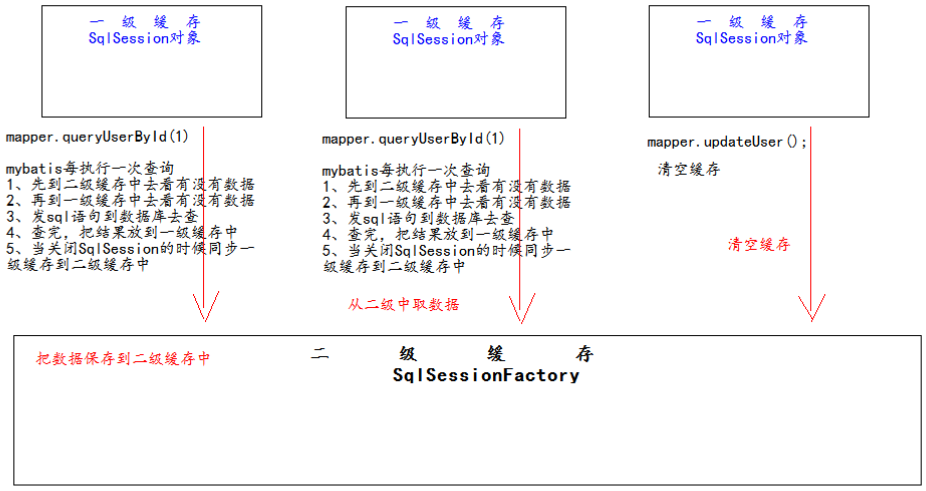 一 级 缓 存
SqlSession对象
mapper.queryUserById(1)
mybatis每执行一次查询
1、先到二级缓存中去看有没有数据
2、再到一级缓存中去看有没有数据
3、发sql语句到数据库去查
4、查完，把结果放到一级缓存中
5、当关闭SqlSession的时候同步一
级缓存到二级缓存中
一 级 缓 存
SqlSession对象
mapper.queryUserById(1)
mybatis每执行一次查询
1、先到二级缓存中去看有没有数据
2、再到一级缓存中去看有没有数据
3、发sql语句到数据库去查
4、查完，把结果放到一级缓存中
5、当关闭SqlSession的时候同步一
级缓存到二级缓存中
从二级中取数据
一 级 缓 存
SqlSession对象
mapper.updateUser();
清空缓存
清空缓存
把数据保存到二级缓存中
二 级 缓 存
SqlSessionFactory